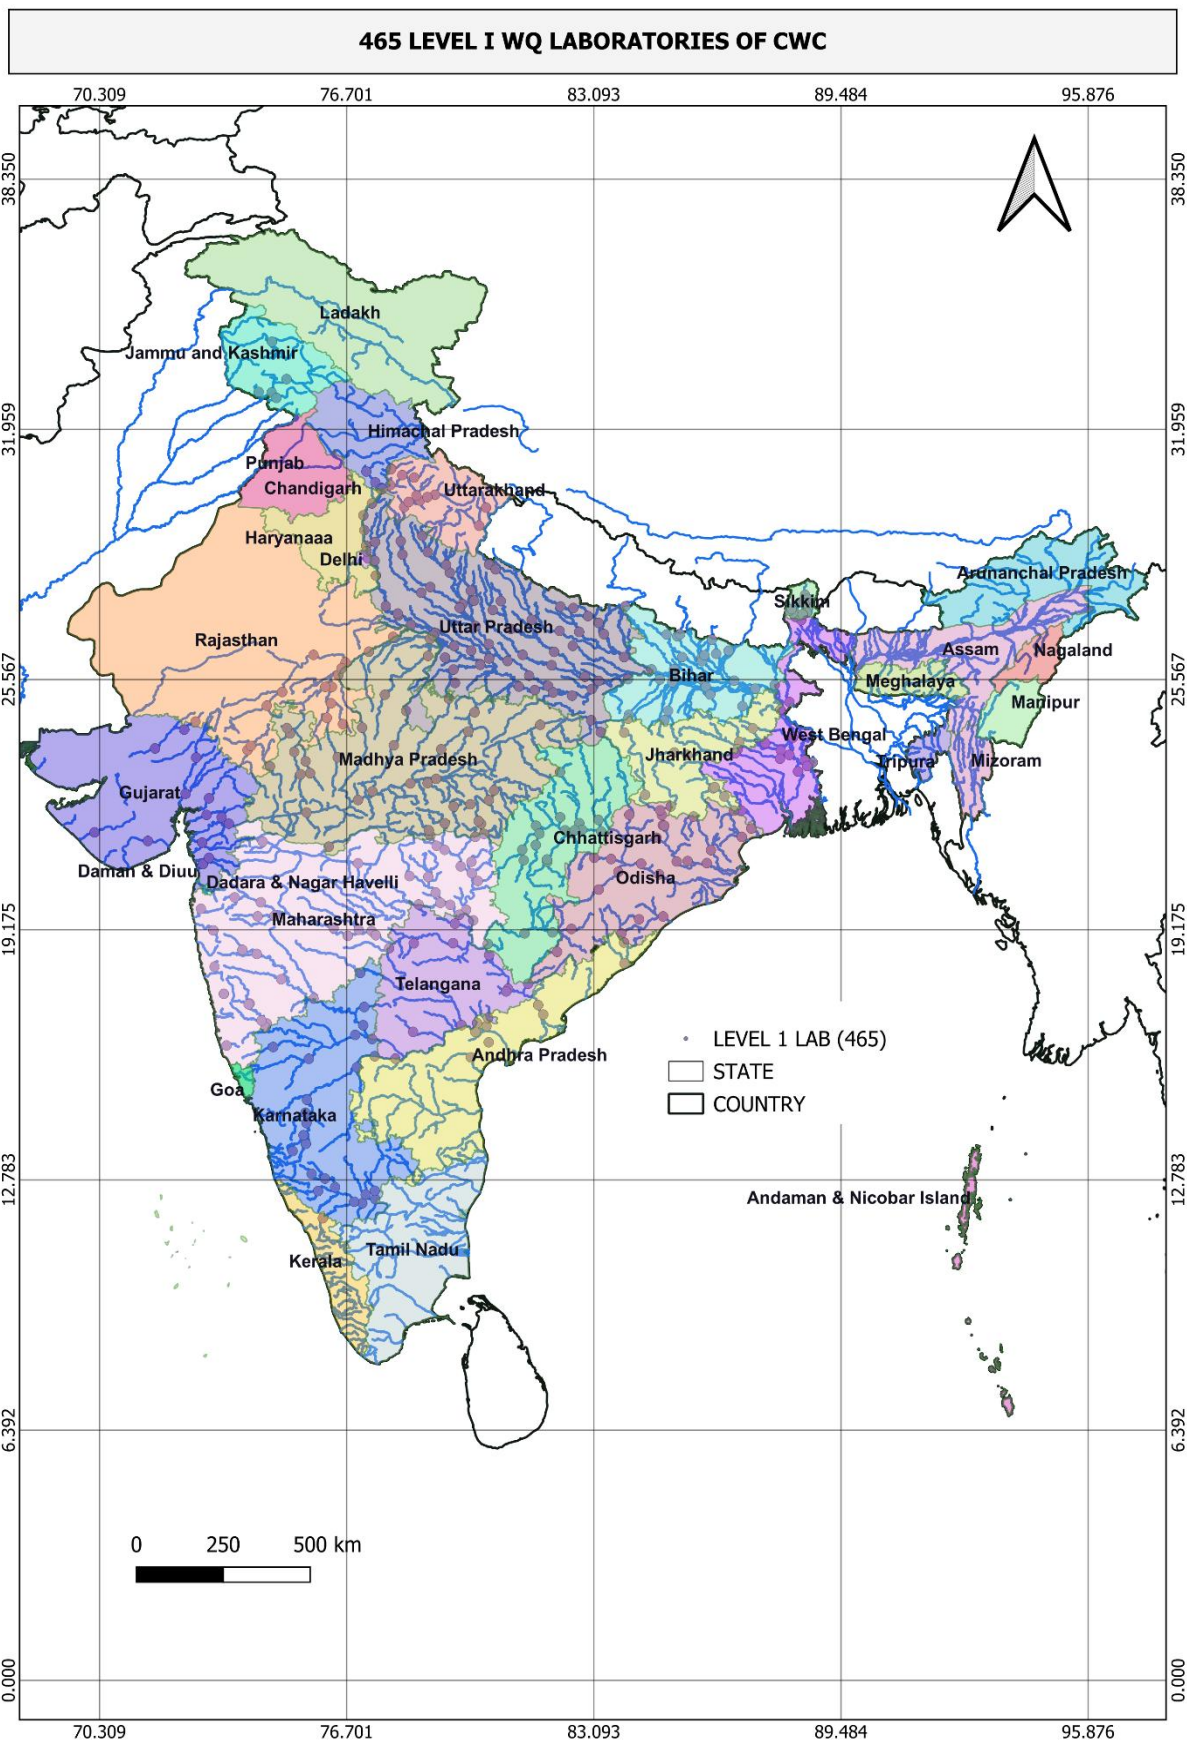 465 LEVEL I WQ LABORATORIES OF CWC
70.309 76.701 83.093 89.484 95.876
38.350 38.350
Ladakh
Jammu and Kashmir
31.959 31.959
Himachal Pradesh
Punjab
Chandigarh
Uttarakhand
Haryanaaa
Delhi
Arunanchal Pradesh
Sikkim
Uttar Pradesh
Rajasthan
Assam
Nagaland
25.567 25.567
Bihar
Meghalaya
Manipur
West Bengal
Jharkhand
Madhya Pradesh
Tripura
Mizoram
Gujarat
Chhattisgarh
Daman & Diuu
Odisha
Dadara & Nagar Havelli
Maharashtra
19.175 19.175
Telangana
LEVEL 1 LAB (465)
Andhra Pradesh
STATE
Goa
COUNTRY
Karnataka
12.783 12.783
Andaman & Nicobar Island
Tamil Nadu
Kerala
6.392 6.392
0 250 500 km
0.000 0.000
70.309 76.701 83.093 89.484 95.876